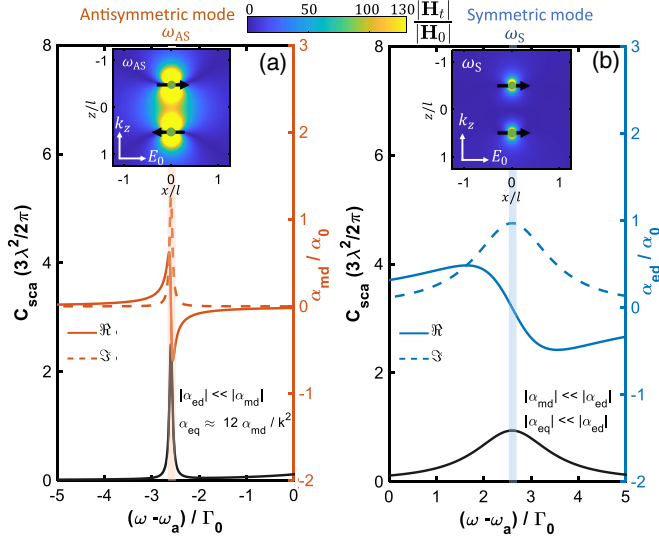 Antisymmetric mode
ω_AS
0 50 100 130
|H_t|
|H_0|
Symmetric mode
ω_S
(a)
ω_AS
k_z
E_0
z/l
-1
0
1
-1 0 1
x/l
C_sca (3λ²/2π)
8
6
4
2
0
α_md / α_0
3
2
1
0
-1
-2
ℜ
ℑ
|α_ed| << |α_md|
α_eq ≈ 12 α_md / k²
-5 -4 -3 -2 -1 0
(ω -ω_a) / Γ_0
(b)
ω_S
k_z
E_0
z/l
-1
0
1
-1 0 1
x/l
C_sca (3λ²/2π)
8
6
4
2
0
α_ed / α_0
3
2
1
0
-1
-2
ℜ
ℑ
|α_md| << |α_ed|
|α_eq| << |α_ed|
0 1 2 3 4 5
(ω -ω_a) / Γ_0